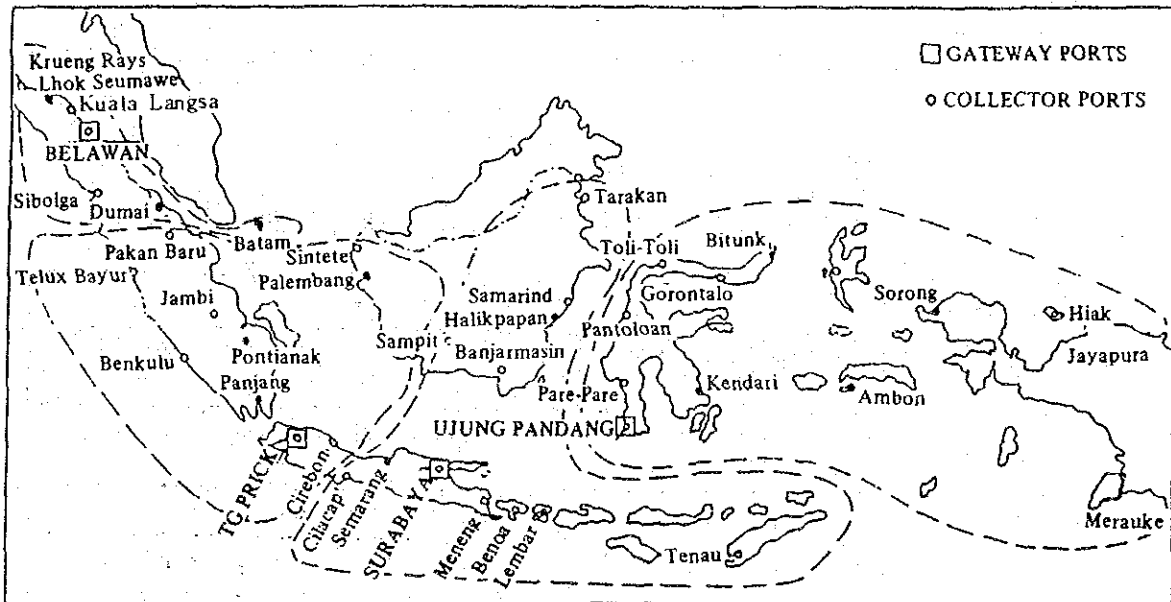 GATEWAY PORTS
COLLECTOR PORTS
Krueng Rays
Lhok Seumawe
Kuala Langsa
BELAWAN
Sibolga
Dumai
Pakan Baru
Batam
Sintete
Telux Bayur
Palembang
Jambi
Benkulu
Pontianak
Panjang
Sampit
Tarakan
Toli-Toli
Bitunk
Samarind
Halikpapan
Gorontalo
Pantoloan
Banjarmasin
Pare-Pare
Kendari
UJUNG PANDANG
Sorong
Hiak
Jayapura
Ambon
Merauke
TG PRICK
Cirebon
Cilacap
Semarang
SURABAYA
Meneng
Benoa
Lembar
Tenau